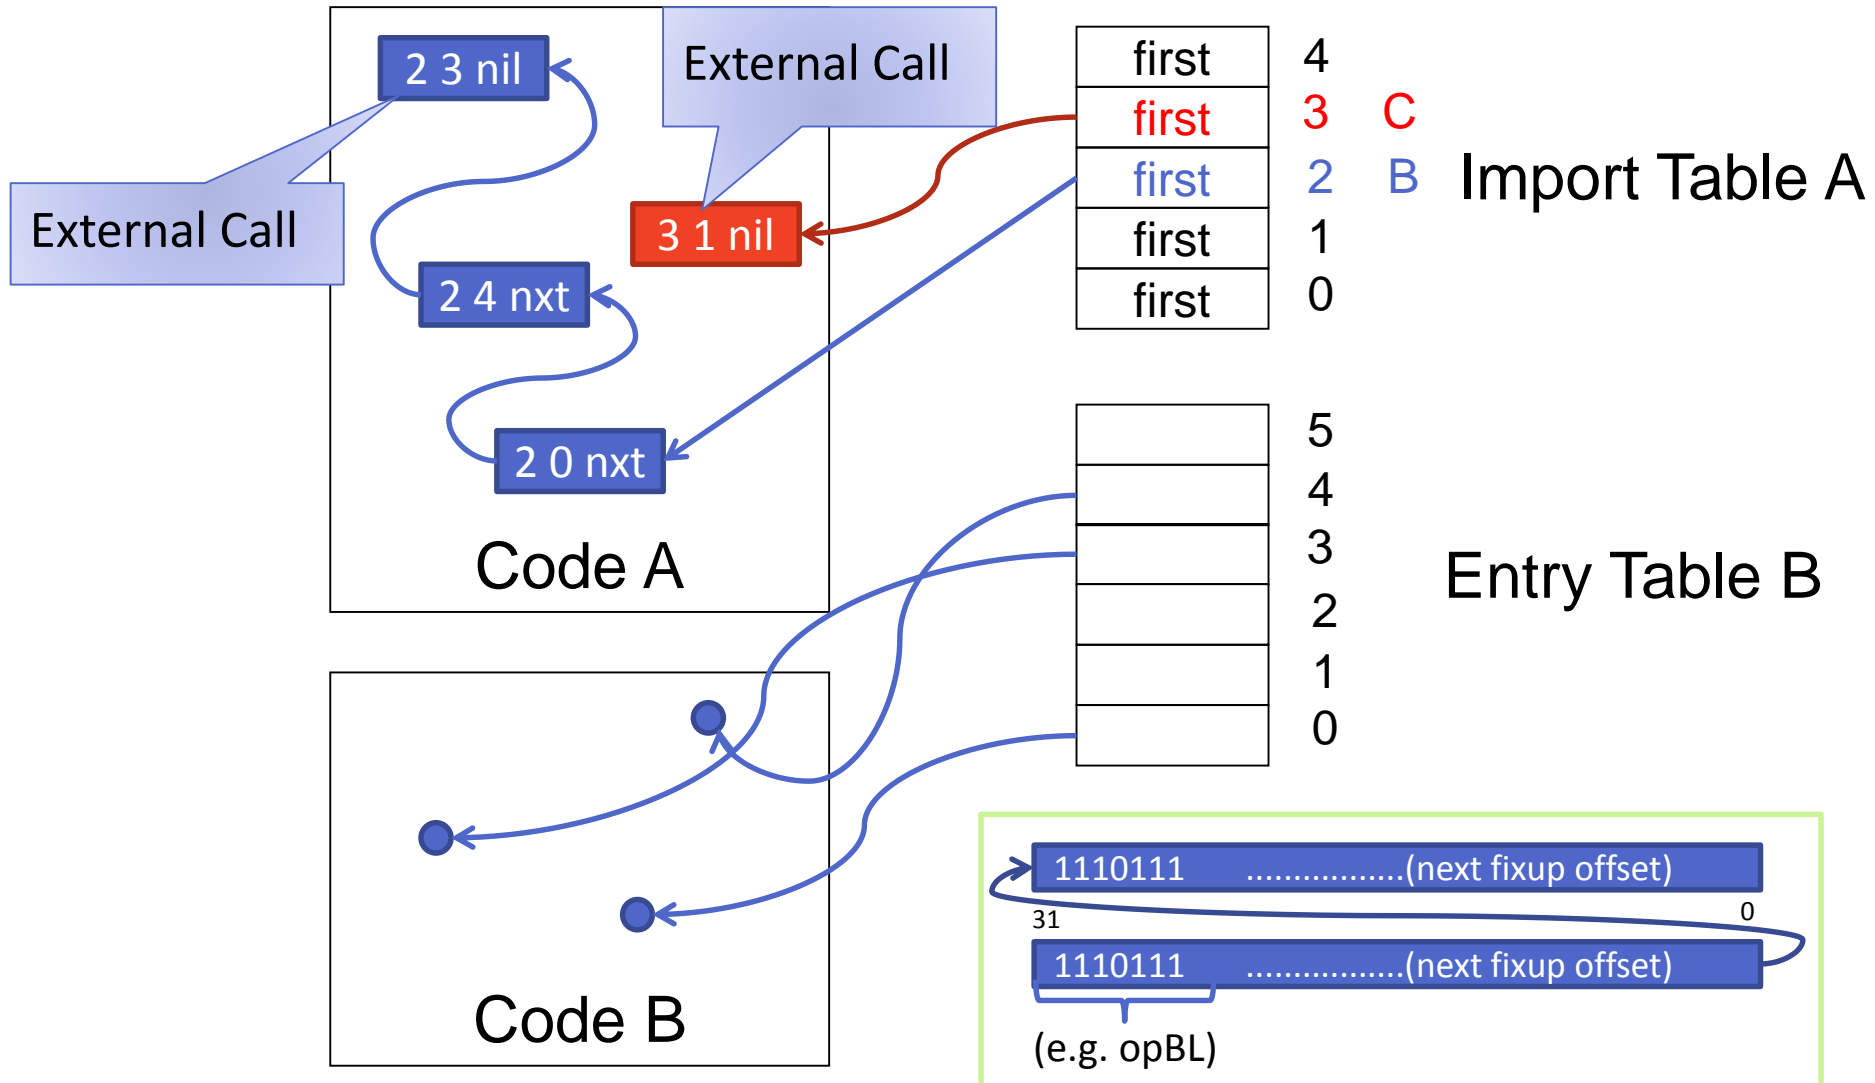 2 3 nil
External Call
External Call
3 1 nil
2 4 nxt
2 0 nxt
Code A
first 4
first 3 C
first 2 B
first 1
first 0
Import Table A
5
4
3
2
1
0
Entry Table B
Code B
1110111 .................(next fixup offset)
31 0
1110111 .................(next fixup offset)
(e.g. opBL)